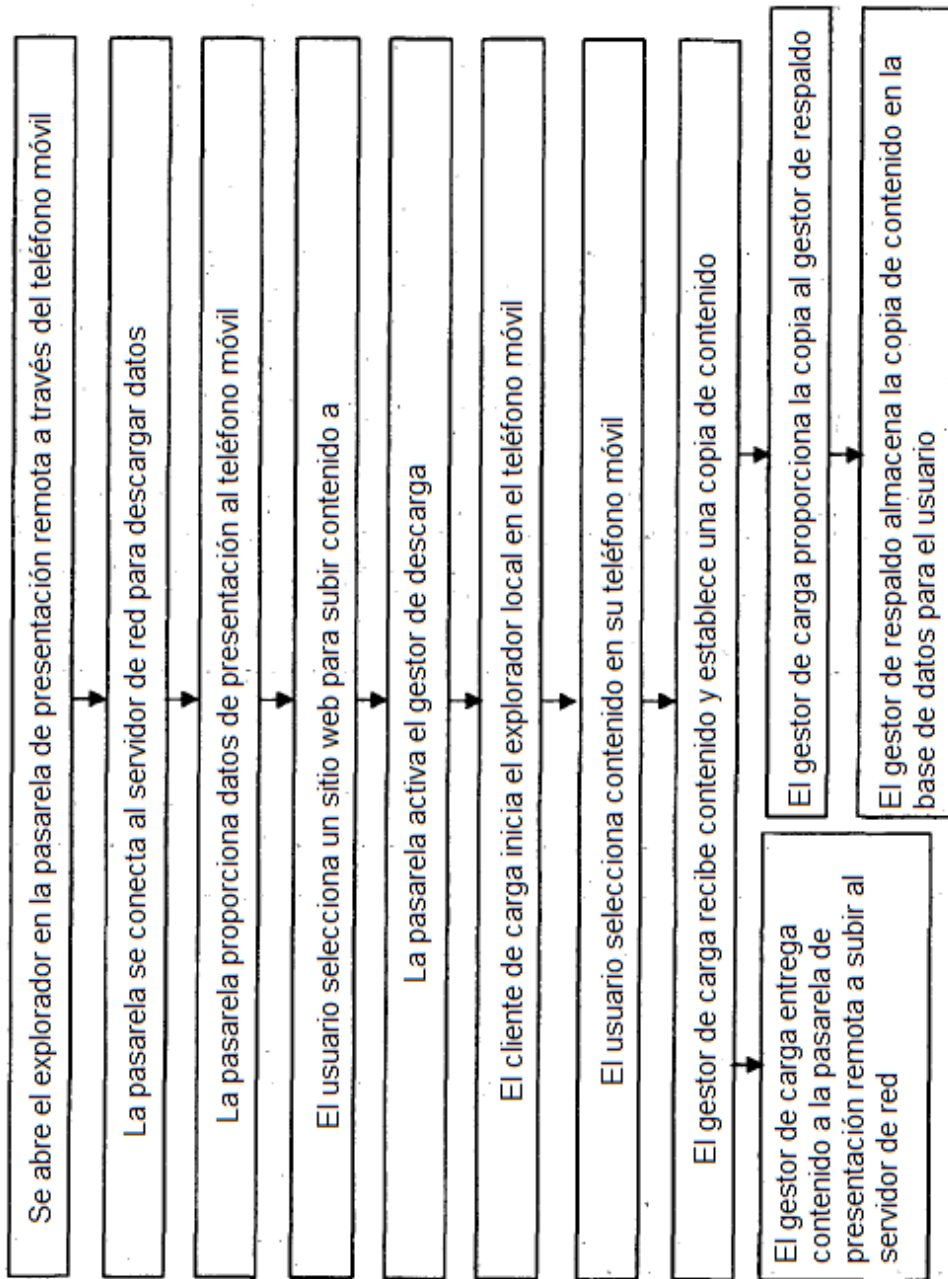 Se abre el explorador en la pasarela de presentación remota a través del teléfono móvil
La pasarela se conecta al servidor de red para descargar datos
La pasarela proporciona datos de presentación al teléfono móvil
El usuario selecciona un sitio web para subir contenido a
La pasarela activa el gestor de descarga
El cliente de carga inicia el explorador local en el teléfono móvil
El usuario selecciona contenido en su teléfono móvil
El gestor de carga recibe contenido y establece una copia de contenido
El gestor de carga entrega
contenido a la pasarela de
presentación remota a subir al
servidor de red
El gestor de carga proporciona la copia al gestor de respaldo
El gestor de respaldo almacena la copia de contenido en la
base de datos para el usuario